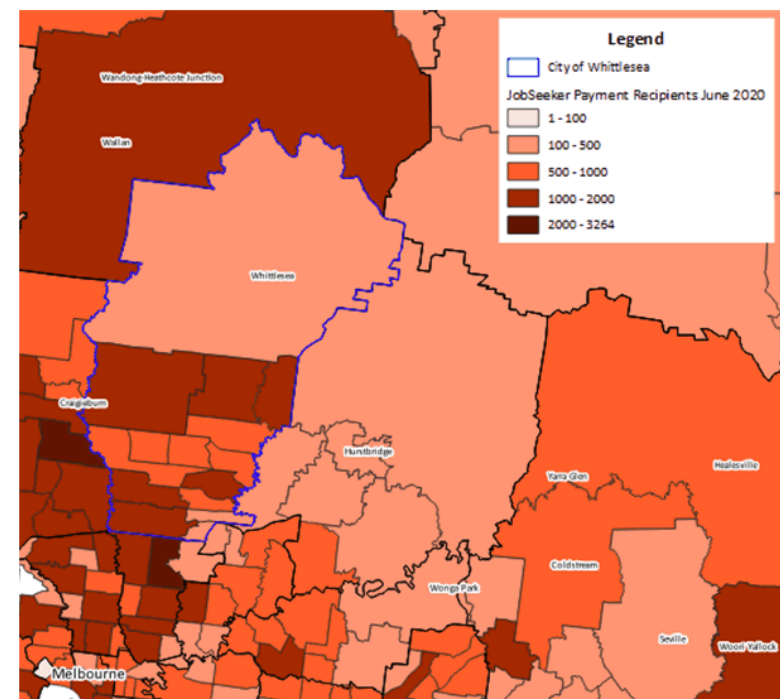 Legend
City of Whittlesea
JobSeeker Payment Recipients June 2020
1 - 100
100 - 500
500 - 1000
1000 - 2000
2000 - 3264
Wandong-Heathcote Junction
Wallan
Whittlesea
Craigieburn
Hurstbridge
Healesville
Yarra Glen
Coldstream
Wonga Park
Seville
Woori Yallock
Melbourne